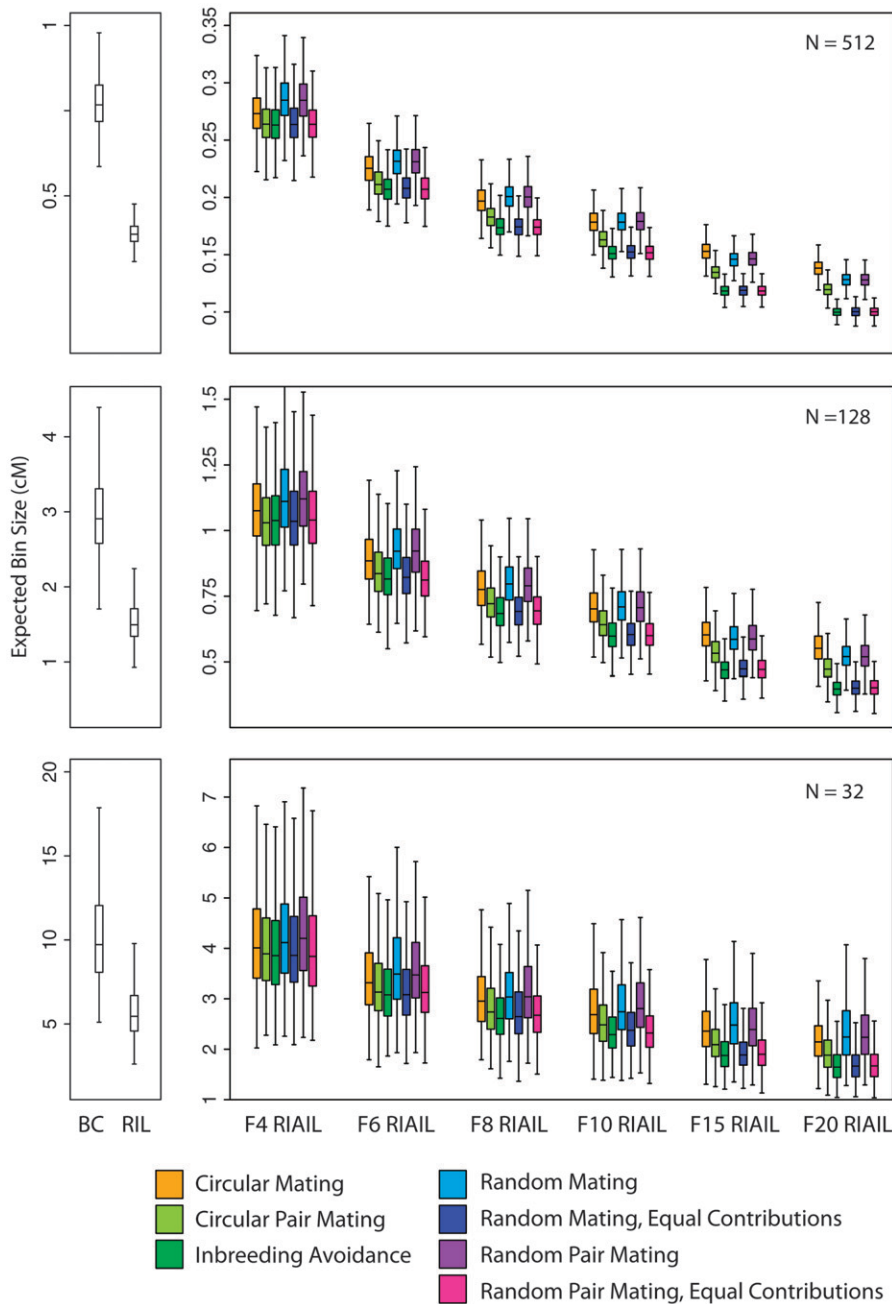 Expected Bin Size (cM)
1
0.5
0.35
0.3
0.25
0.2
0.15
0.1
N = 512
4
3
2
1
1.5
1.25
1
0.75
0.5
N =128
20
15
10
5
7
6
5
4
3
2
1
N = 32
BC RIL F4 RIAIL F6 RIAIL F8 RIAIL F10 RIAIL F15 RIAIL F20 RIAIL
Circular Mating
Circular Pair Mating
Inbreeding Avoidance
Random Mating
Random Mating, Equal Contributions
Random Pair Mating
Random Pair Mating, Equal Contributions